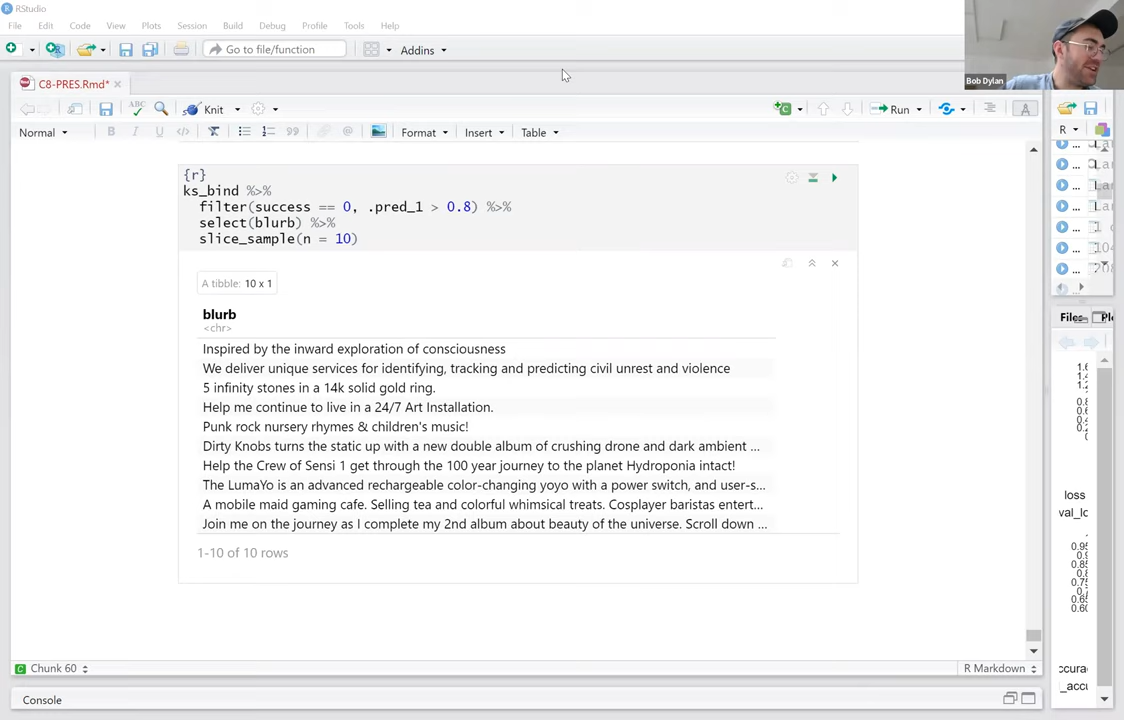 RStudio
File Edit Code View Plots Session Build Debug Profile Tools Help
Go to file/function Addins
Bob Dylan
C8-PRES.Rmd*
ABC Knit Run R
Normal B I U Format Insert Table
{r}
ks_bind %>%
filter(success == 0, .pred_1 > 0.8) %>%
select(blurb) %>%
slice_sample(n = 10)
A tibble: 10 x 1
blurb
<chr>
Inspired by the inward exploration of consciousness
We deliver unique services for identifying, tracking and predicting civil unrest and violence
5 infinity stones in a 14k solid gold ring.
Help me continue to live in a 24/7 Art Installation.
Punk rock nursery rhymes & children's music!
Dirty Knobs turns the static up with a new double album of crushing drone and dark ambient ...
Help the Crew of Sensi 1 get through the 100 year journey to the planet Hydroponia intact!
The LumaYo is an advanced rechargeable color-changing yoyo with a power switch, and user-s...
A mobile maid gaming cafe. Selling tea and colorful whimsical treats. Cosplayer baristas entert...
Join me on the journey as I complete my 2nd album about beauty of the universe. Scroll down ...
1-10 of 10 rows
loss
val_lo
0.95
0.60
Chunk 60 R Markdown
Console